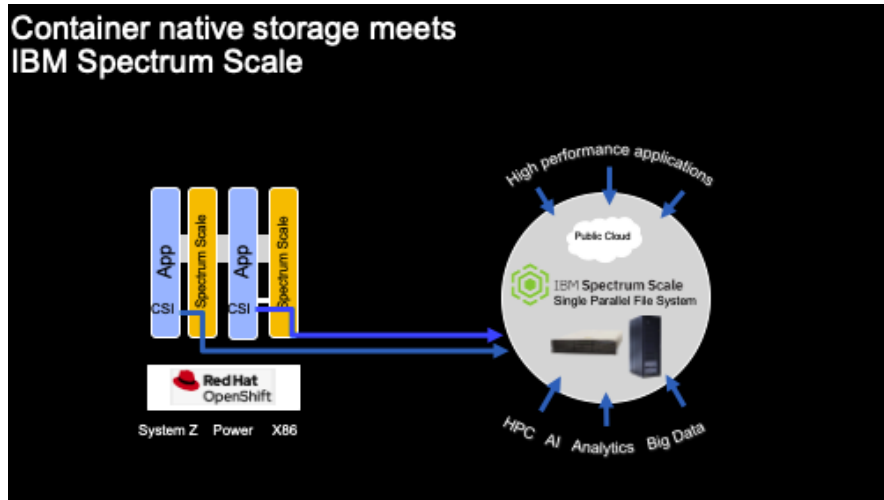 Container native storage meets
IBM Spectrum Scale
High performance applications
App
Spectrum Scale
App
Spectrum Scale
CSI
CSI
Public Cloud
IBM Spectrum Scale
Single Parallel File System
Red Hat
OpenShift
System Z Power X86
HPC AI Analytics Big Data